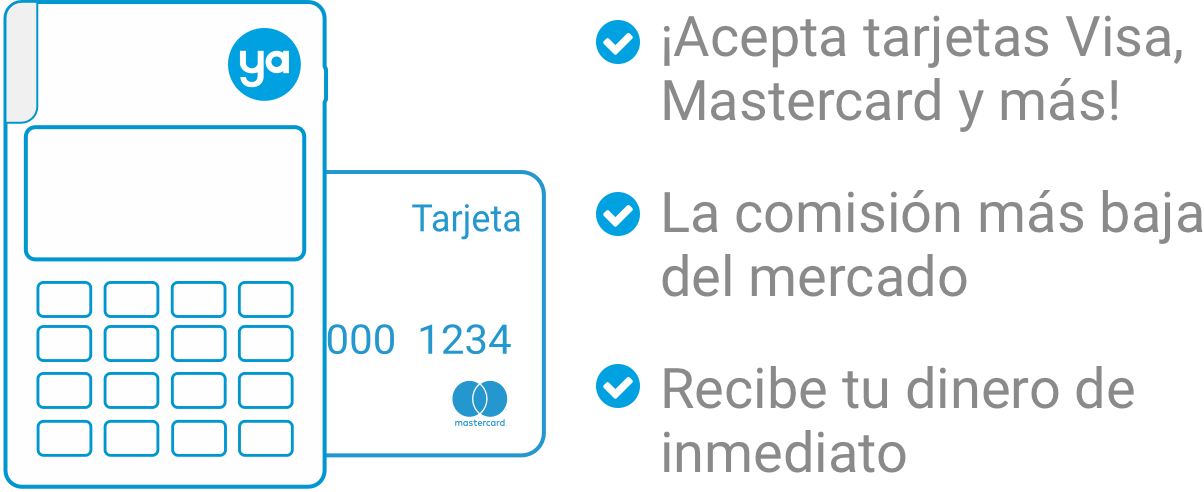 ya
Tarjeta
000 1234
mastercard
¡Acepta tarjetas Visa,
Mastercard y más!
La comisión más baja
del mercado
Recibe tu dinero de
inmediato